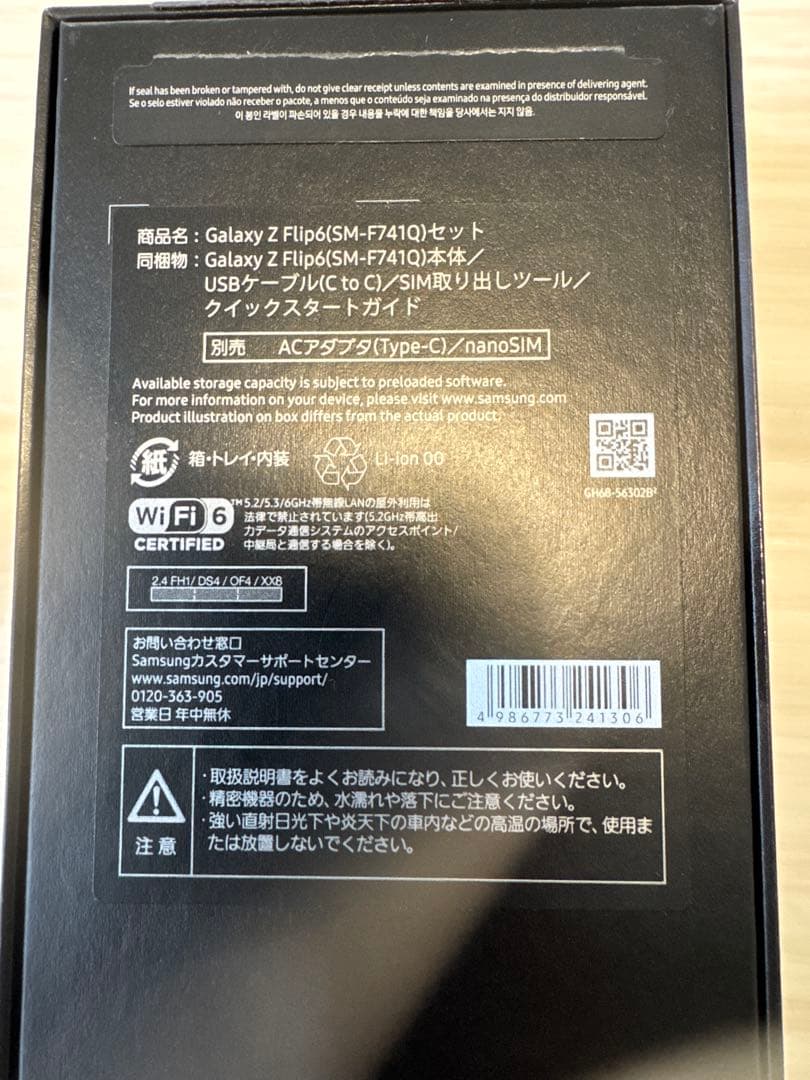 If seal has been broken or tampered with, do not give clear receipt unless contents are examined in presence of delivering agent.
Se o selo estiver violado não receber o pacote, a menos que o conteúdo seja examinado na presença do distribuidor responsável.
이 봉인 라벨이 파손되어 있을 경우 내용물 누락에 대한 책임을 당사에서는 지지 않음.
商品名：Galaxy Z Flip6(SM-F741Q)セット
同梱物：Galaxy Z Flip6(SM-F741Q)本体／
USBケーブル(C to C)／SIM取り出しツール／
クイックスタートガイド
別売 ACアダプタ(Type-C)／nanoSIM
Available storage capacity is subject to preloaded software.
For more information on your device, please visit www.samsung.com
Product illustration on box differs from the actual product.
紙 箱・トレイ・内装 Li-ion 00
GH68-56302B
Wi Fi 6 CERTIFIED
™5.2/5.3/6GHz帯無線LANの屋外利用は
法律で禁止されています(5.2GHz帯高出
力データ通信システムのアクセスポイント/
中継局と通信する場合を除く)。
2.4 FH1/ DS4 / OF4 / XX8
お問い合わせ窓口
Samsungカスタマーサポートセンター
www.samsung.com/jp/support/
0120-363-905
営業日 年中無休
4 986773 241306
注意
・取扱説明書をよくお読みになり、正しくお使いください。
・精密機器のため、水濡れや落下にご注意ください。
・強い直射日光下や炎天下の車内などの高温の場所で、使用ま
たは放置しないでください。